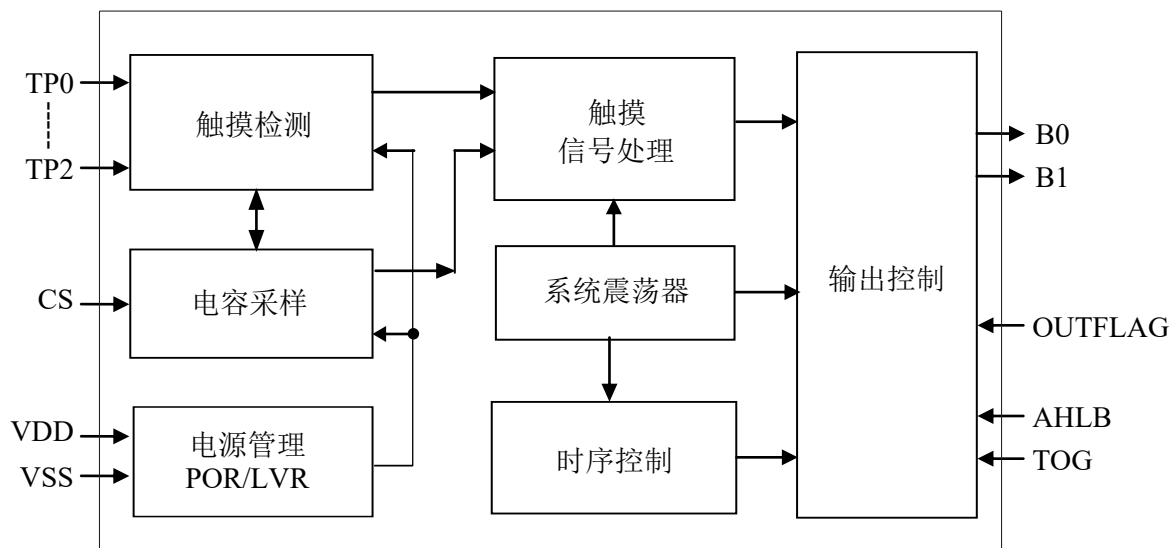 TP0
TP2
CS
VDD
VSS
触摸检测
电容采样
电源管理
POR/LVR
触摸
信号处理
系统震荡器
时序控制
输出控制
B0
B1
OUTFLAG
AHLB
TOG